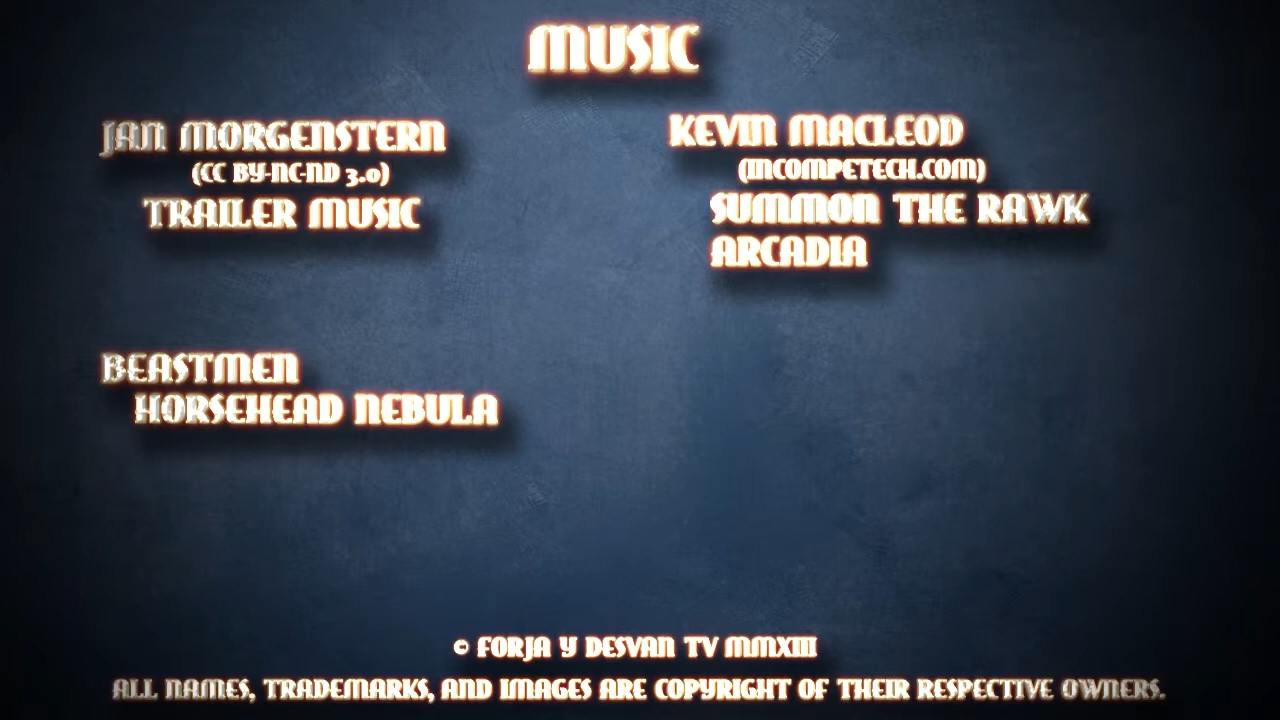 MUSIC
JAN MORGENSTERN
(CC BY-NC-ND 3.0)
TRAILER MUSIC
KEVIN MACLEOD
(INCOMPETECH.COM)
SUMMON THE RAWK
ARCADIA
BEASTMEN
HORSEHEAD NEBULA
© FORJA Y DESVAN TV MMXIII
ALL NAMES, TRADEMARKS, AND IMAGES ARE COPYRIGHT OF THEIR RESPECTIVE OWNERS.